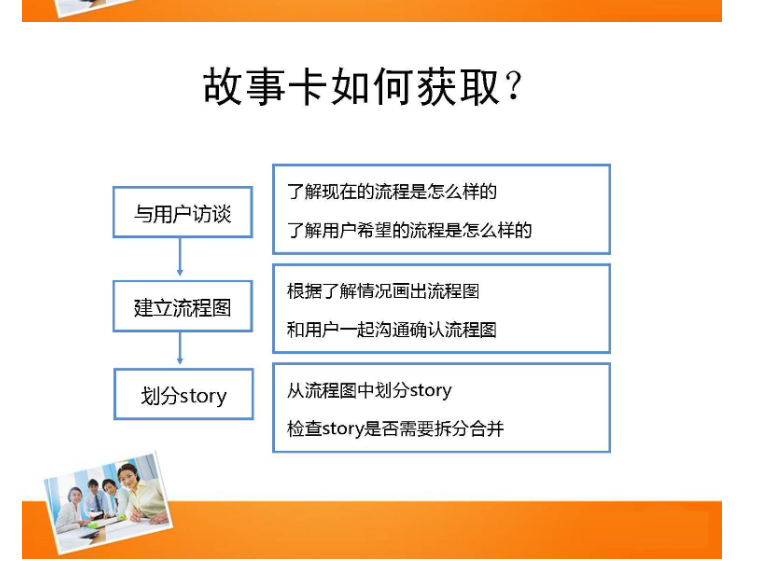 故事卡如何获取？
与用户访谈
了解现在的流程是怎么样的
了解用户希望的流程是怎么样的
建立流程图
根据了解情况画出流程图
和用户一起沟通确认流程图
划分story
从流程图中划分story
检查story是否需要拆分合并